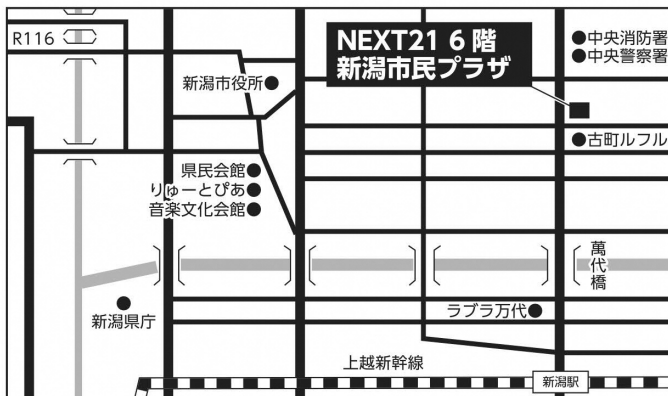 R116
NEXT21 6階
新潟市民プラザ
中央消防署
中央警察署
新潟市役所
古町ルフル
県民会館
りゅーとぴあ
音楽文化会館
萬代橋
新潟県庁
ラブラ万代
上越新幹線
新潟駅